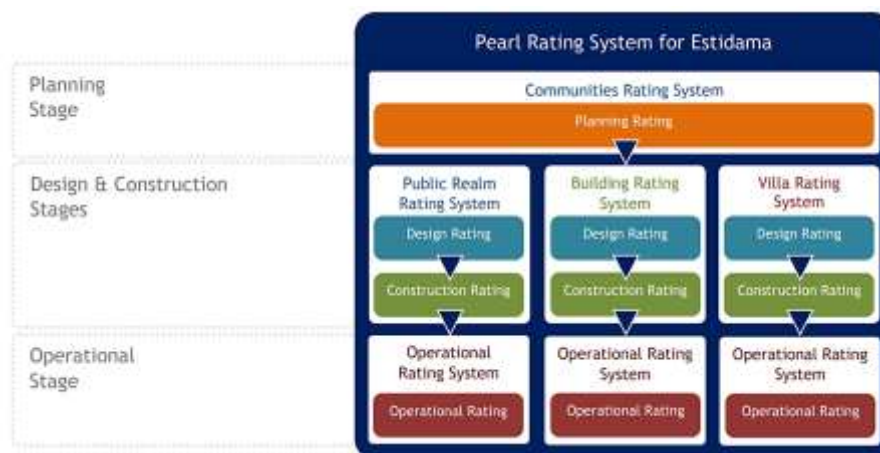 Pearl Rating System for Estidama
Planning
Stage
Communities Rating System
Planning Rating
Design & Construction
Stages
Public Realm
Rating System
Design Rating
Construction Rating
Building Rating
System
Design Rating
Construction Rating
Villa Rating
System
Design Rating
Construction Rating
Operational
Stage
Operational
Rating System
Operational Rating
Operational Rating
System
Operational Rating
Operational Rating
System
Operational Rating